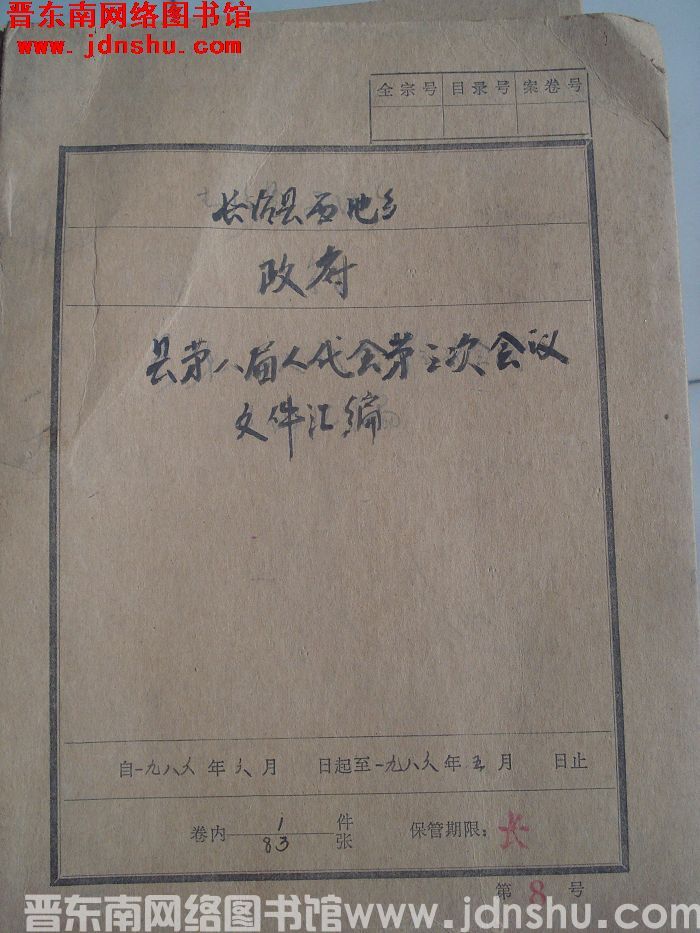 晋东南网络图书馆
www.jdnshu.com
全宗号 目录号 案卷号
长治县西池乡
政府
县第八届人代会第三次会议
文件汇编
自一九八六年 月 日起至一九八六年五月 日止
卷内 1 件
83 张
保管期限：长
第 8 号
晋东南网络图书馆www.jdnshu.com